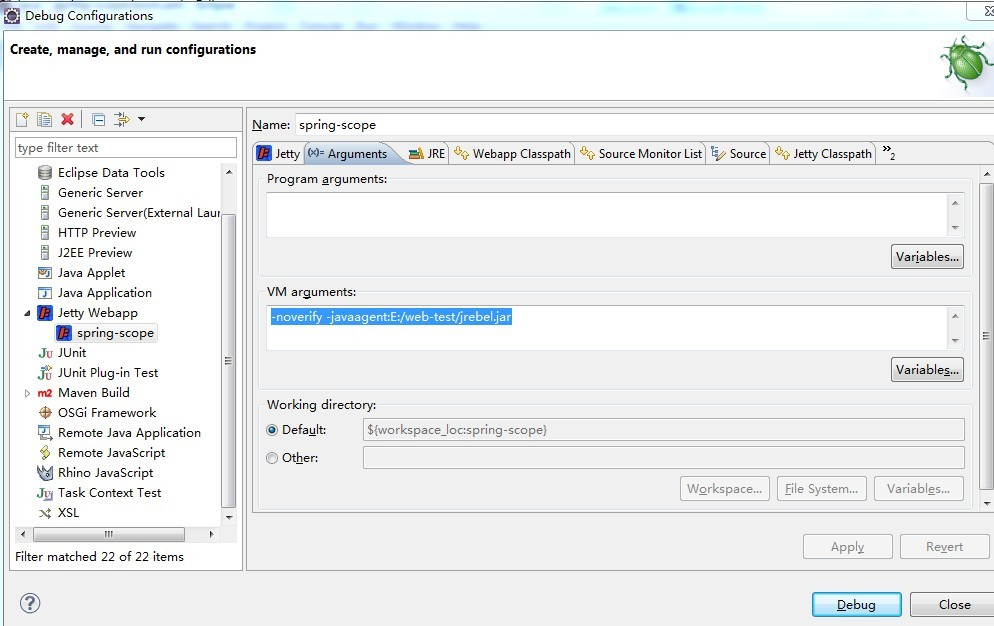 Debug Configurations
Create, manage, and run configurations
type filter text
Eclipse Data Tools
Generic Server
Generic Server(External Lau
HTTP Preview
J2EE Preview
Java Applet
Java Application
Jetty Webapp
spring-scope
Ju JUnit
JUnit Plug-in Test
m2 Maven Build
OSGi Framework
Remote Java Application
Remote JavaScript
Rhino JavaScript
Task Context Test
XSL
Filter matched 22 of 22 items
Name: spring-scope
Jetty (x)= Arguments JRE Webapp Classpath Source Monitor List Source Jetty Classpath »2
Program arguments:
Variables...
VM arguments:
-noverify -javaagent:E:/web-test/jrebel.jar
Variables...
Working directory:
Default: ${workspace_loc:spring-scope}
Other:
Workspace... File System... Variables...
Apply Revert
? Debug Close